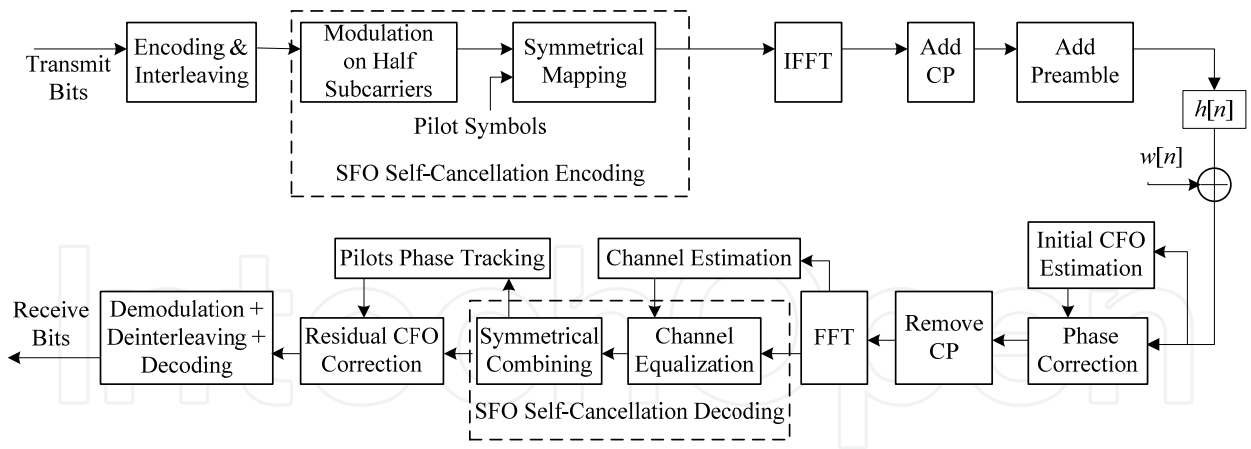 Transmit
Bits
Encoding &
Interleaving
Modulation
on Half
Subcarriers
Symmetrical
Mapping
Pilot Symbols
SFO Self-Cancellation Encoding
IFFT
Add
CP
Add
Preamble
h[n]
w[n]
Initial CFO
Estimation
Phase
Correction
Remove
CP
FFT
Channel Estimation
Channel
Equalization
Symmetrical
Combining
SFO Self-Cancellation Decoding
Pilots Phase Tracking
Residual CFO
Correction
Demodulation +
Deinterleaving +
Decoding
Receive
Bits
IntechOpen